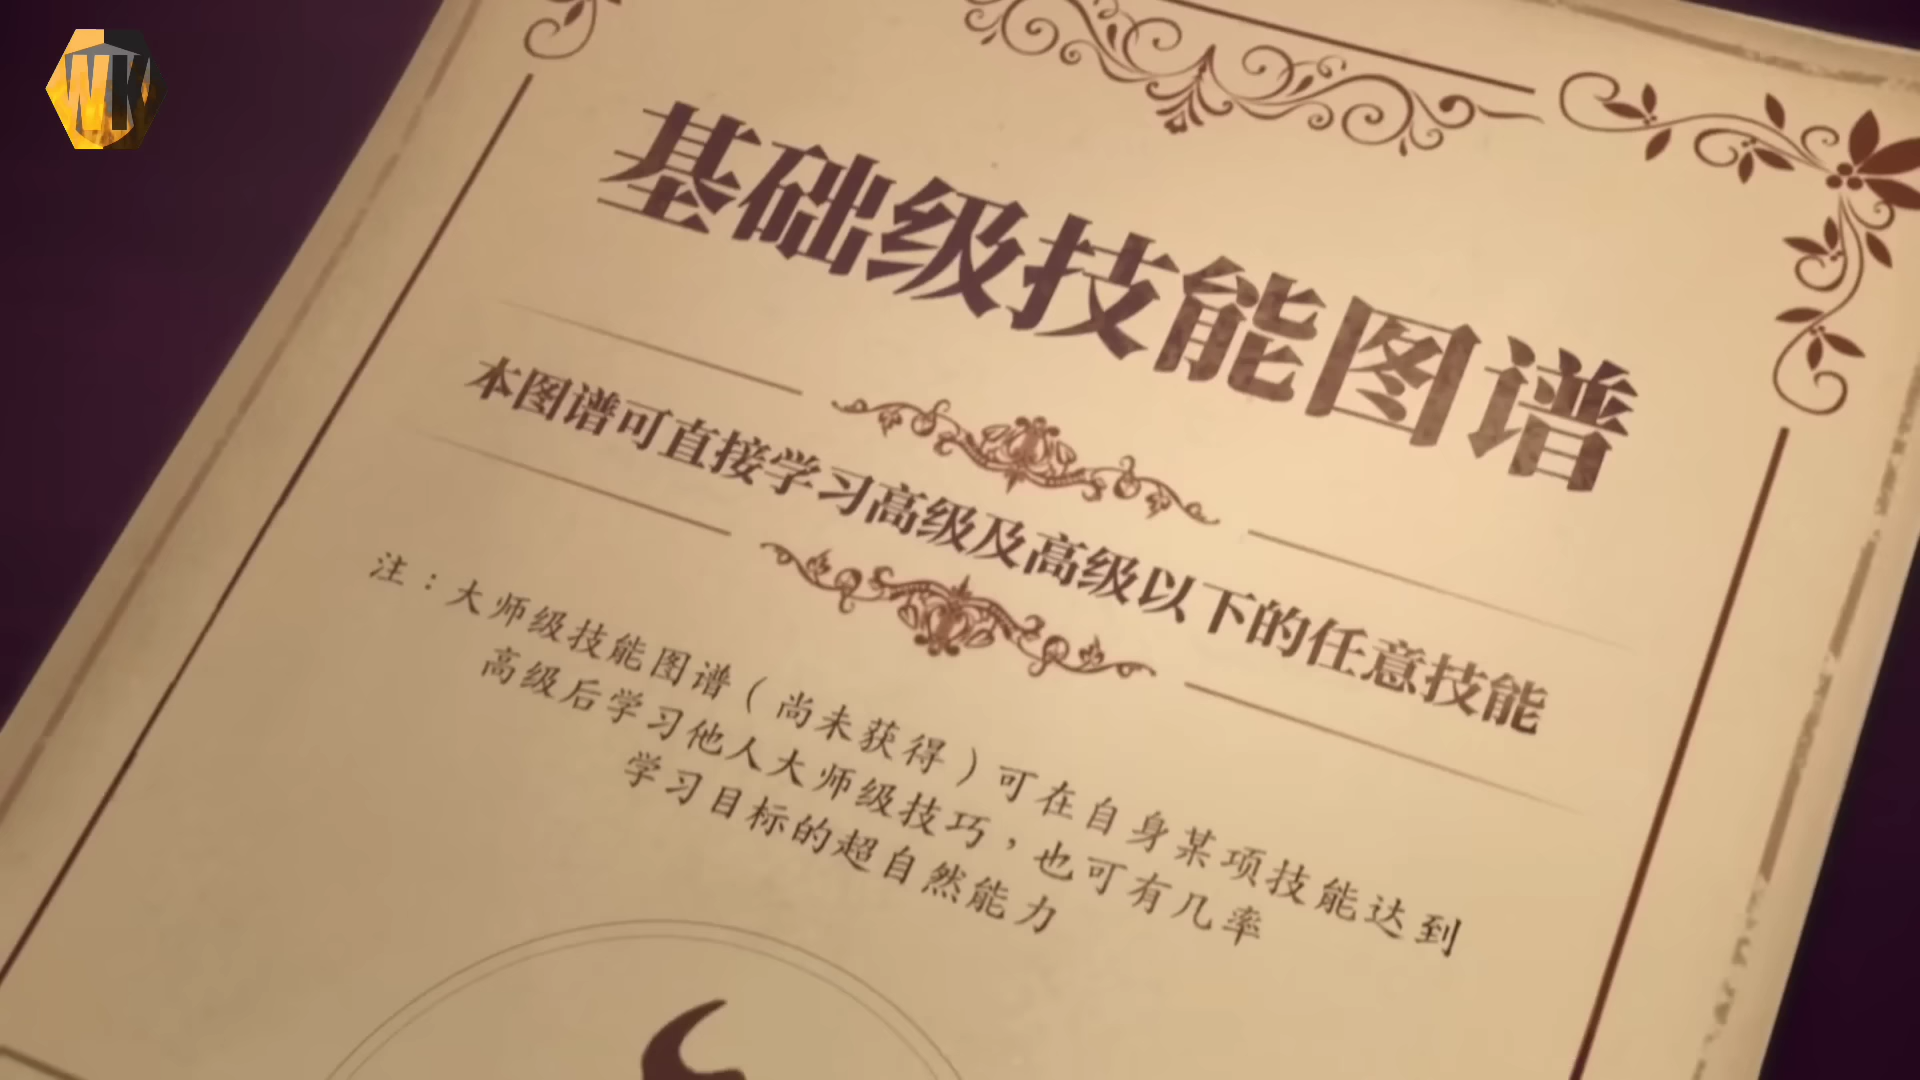 WK
基础级技能图谱
本图谱可直接学习高级及高级以下的任意技能
注：大师级技能图谱（尚未获得）可在自身某项技能达到
高级后学习他人大师级技巧，也可有几率
学习目标的超自然能力